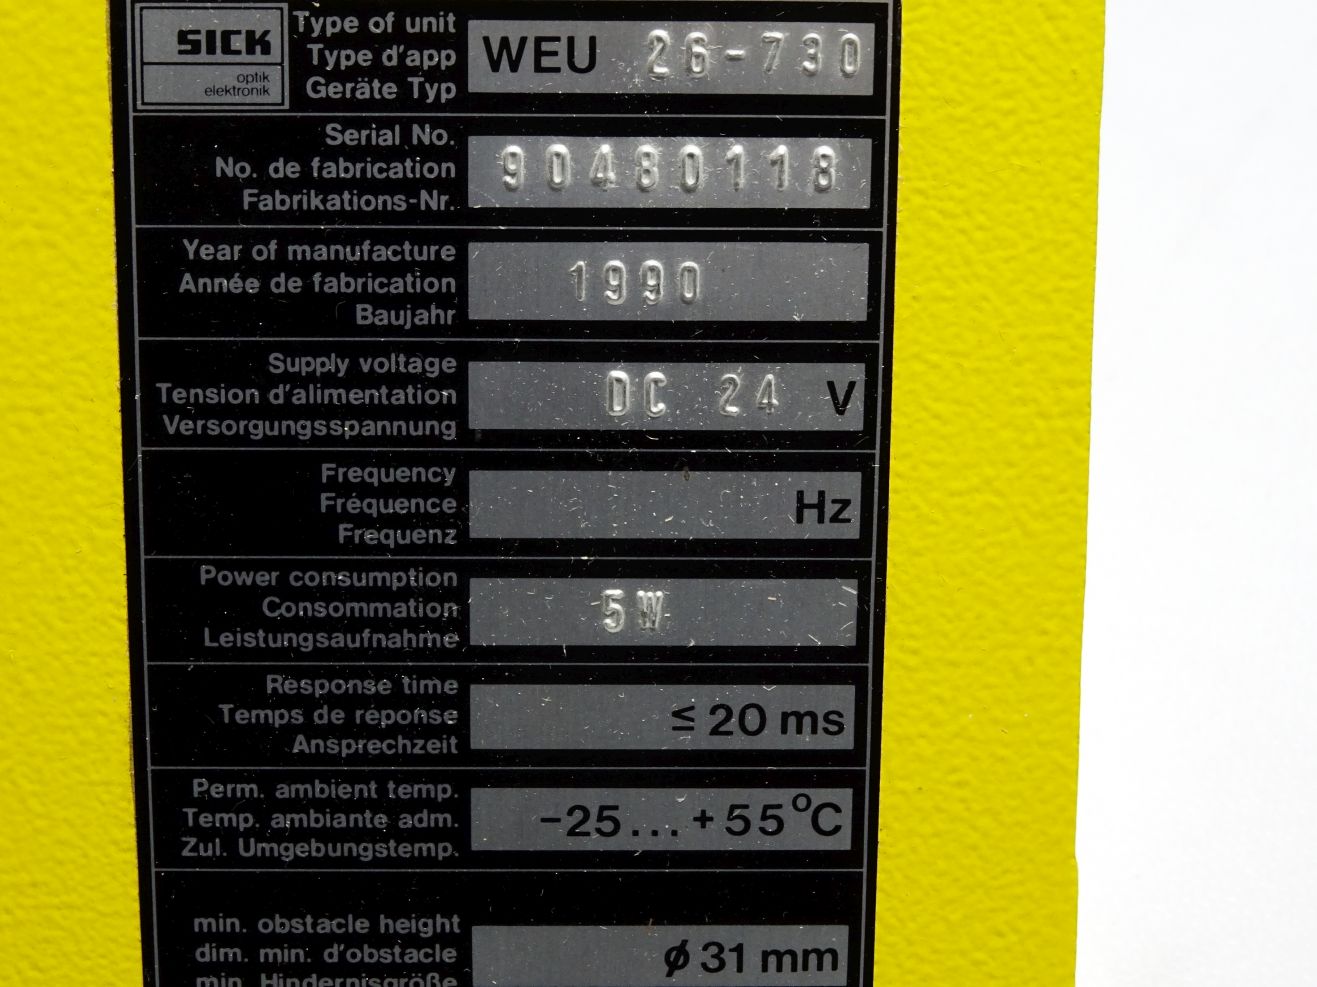 SICK
optik
elektronik
Type of unit
Type d'app
Geräte Typ
WEU 26-730
Serial No.
No. de fabrication
Fabrikations-Nr.
90480118
Year of manufacture
Année de fabrication
Baujahr
1990
Supply voltage
Tension d'alimentation
Versorgungsspannung
DC 24 V
Frequency
Fréquence
Frequenz
Hz
Power consumption
Consommation
Leistungsaufnahme
5W
Response time
Temps de réponse
Ansprechzeit
≤ 20 ms
Perm. ambient temp.
Temp. ambiante adm.
Zul. Umgebungstemp.
-25...+55°C
min. obstacle height
dim. min. d'obstacle
min. Hindernisgröße
ϕ 31 mm